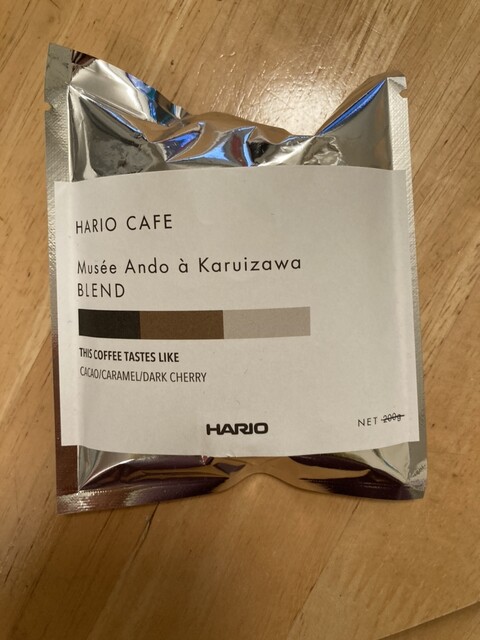 HARIO CAFE
Musée Ando à Karuizawa
BLEND
THIS COFFEE TASTES LIKE
CACAO/CARAMEL/DARK CHERRY
HARIO
NET 200g